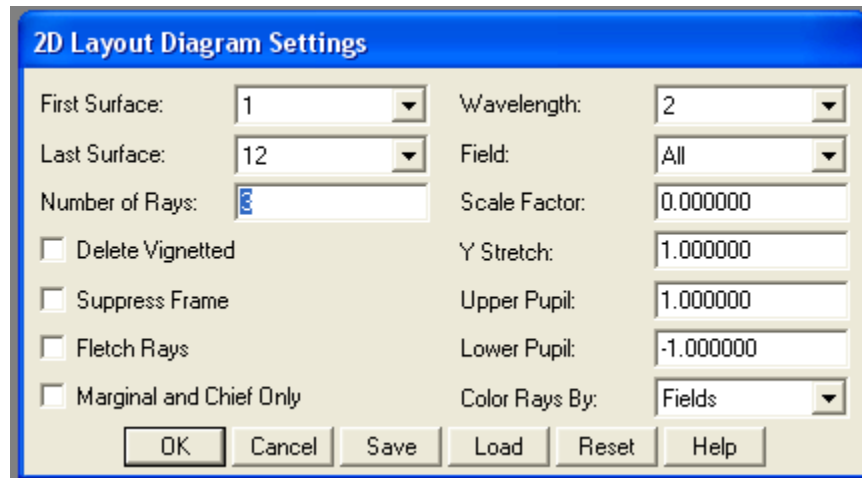 2D Layout Diagram Settings
First Surface: 1 Wavelength: 2
Last Surface: 12 Field: All
Number of Rays: 3 Scale Factor: 0.000000
Delete Vignetted Y Stretch: 1.000000
Suppress Frame Upper Pupil: 1.000000
Fletch Rays Lower Pupil: -1.000000
Marginal and Chief Only Color Rays By: Fields
OK Cancel Save Load Reset Help